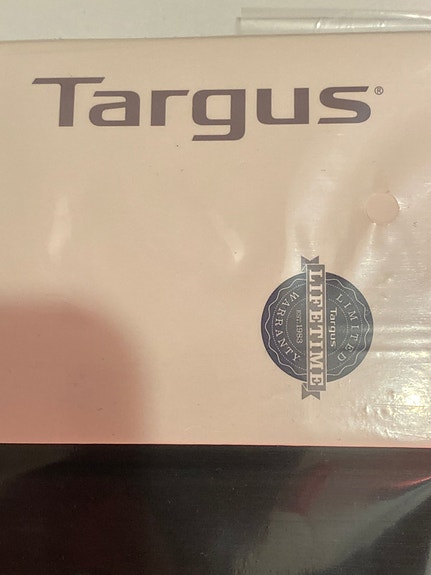 Targus®
LIMITED
Targus
LIFETIME
EST. 1983
WARRANTY